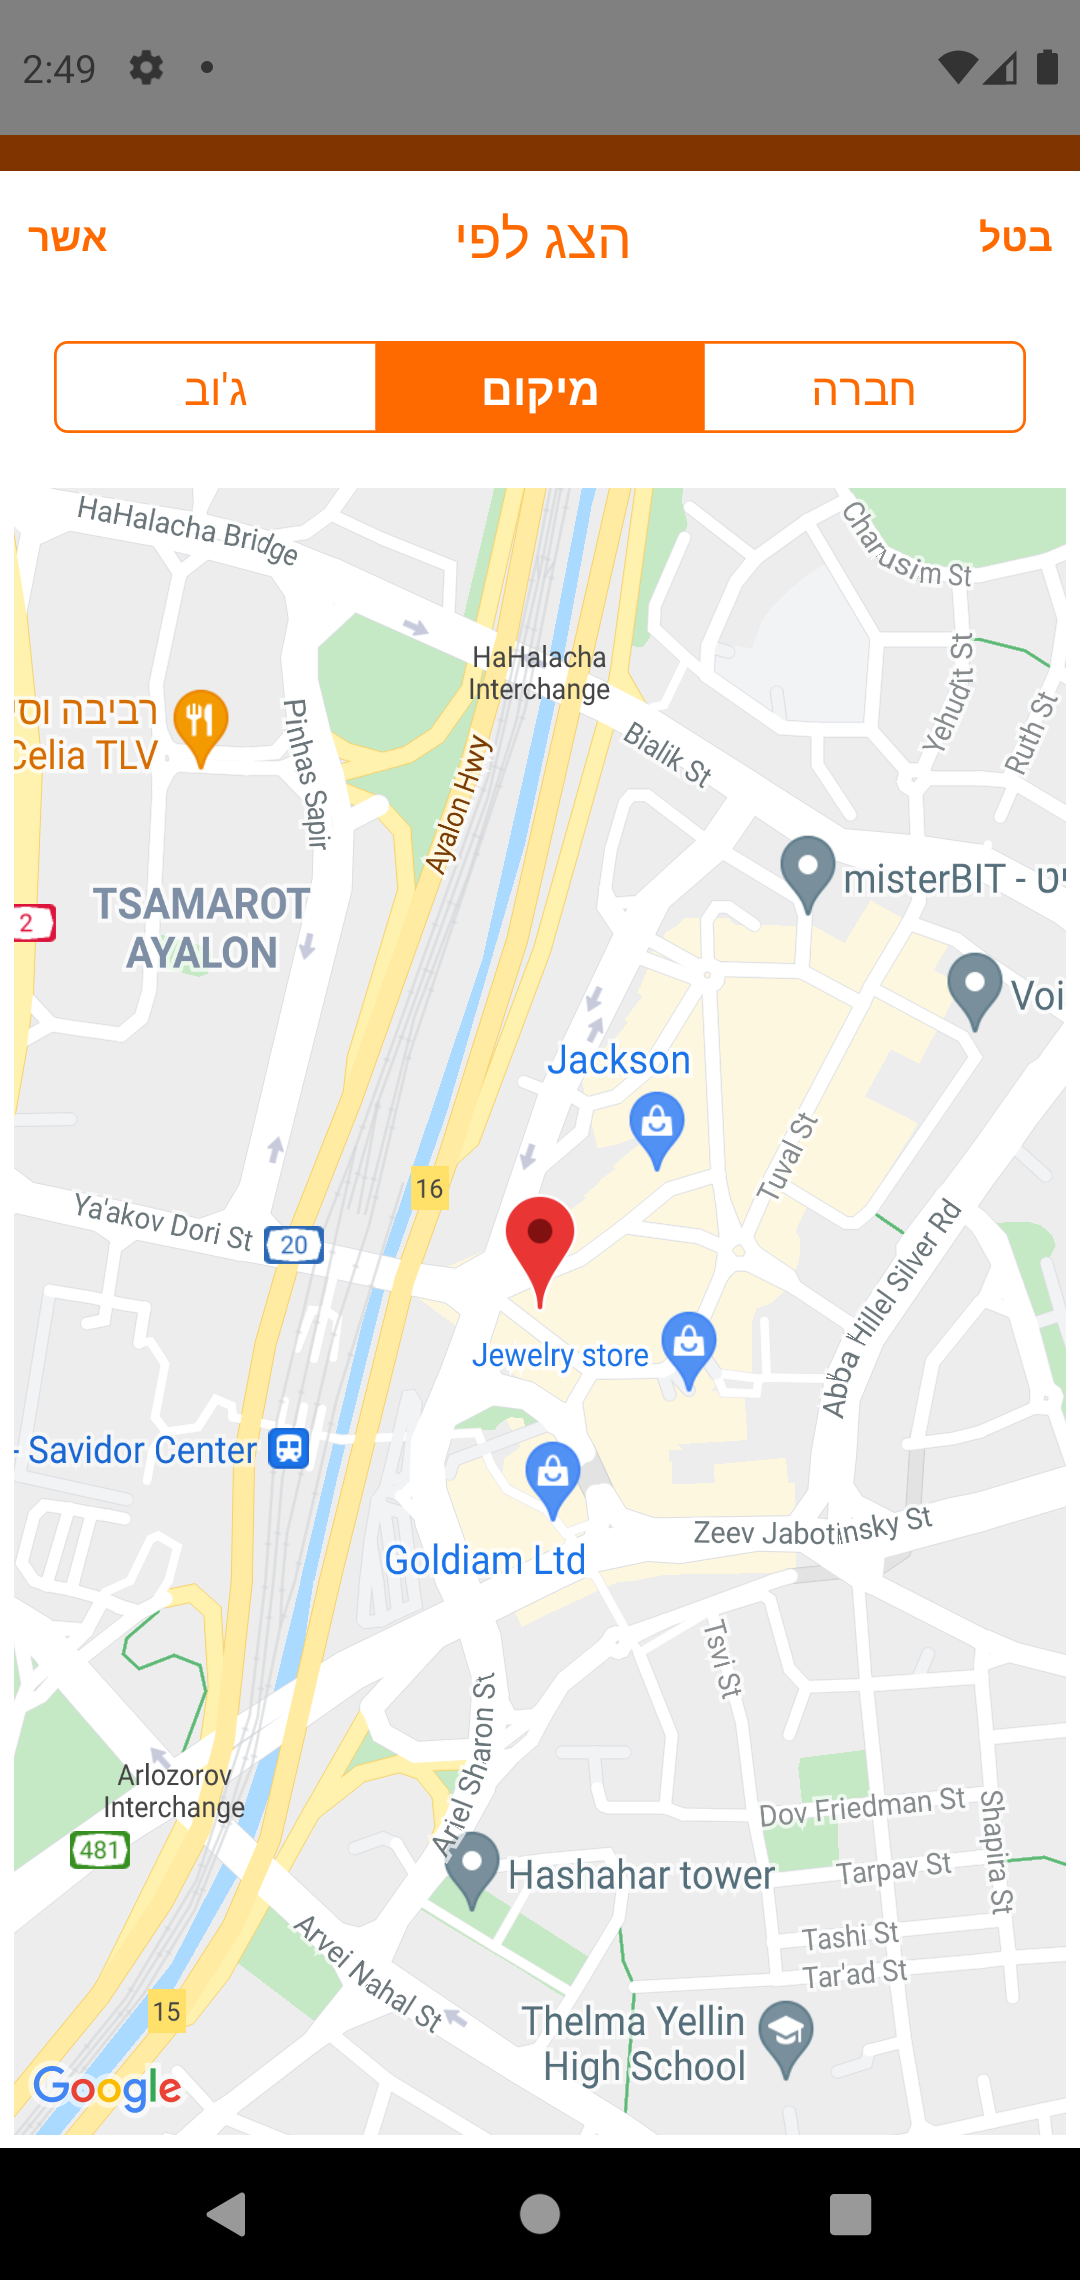 2:49
בטל
הצג לפי
אשר
חברה
מיקום
ג'וב
HaHalacha Bridge
Charusim St
HaHalacha
Interchange
Yehudit St
Ruth St
רביבה וסי
Celia TLV
Pinhas Sapir
Bialik St
Ayalon Hwy
misterBIT - יט
TSAMAROT
AYALON
2
Voi
Jackson
Tuval St
16
Ya'akov Dori St
20
Abba Hillel Silver Rd
Jewelry store
- Savidor Center
Zeev Jabotinsky St
Goldiam Ltd
Tsvi St
Ariel Sharon St
Arlozorov
Interchange
481
Dov Friedman St
Shapira St
Tarpav St
Hashahar tower
Arvei Nahal St
Tashi St
Tar'ad St
15
Thelma Yellin
High School
Google